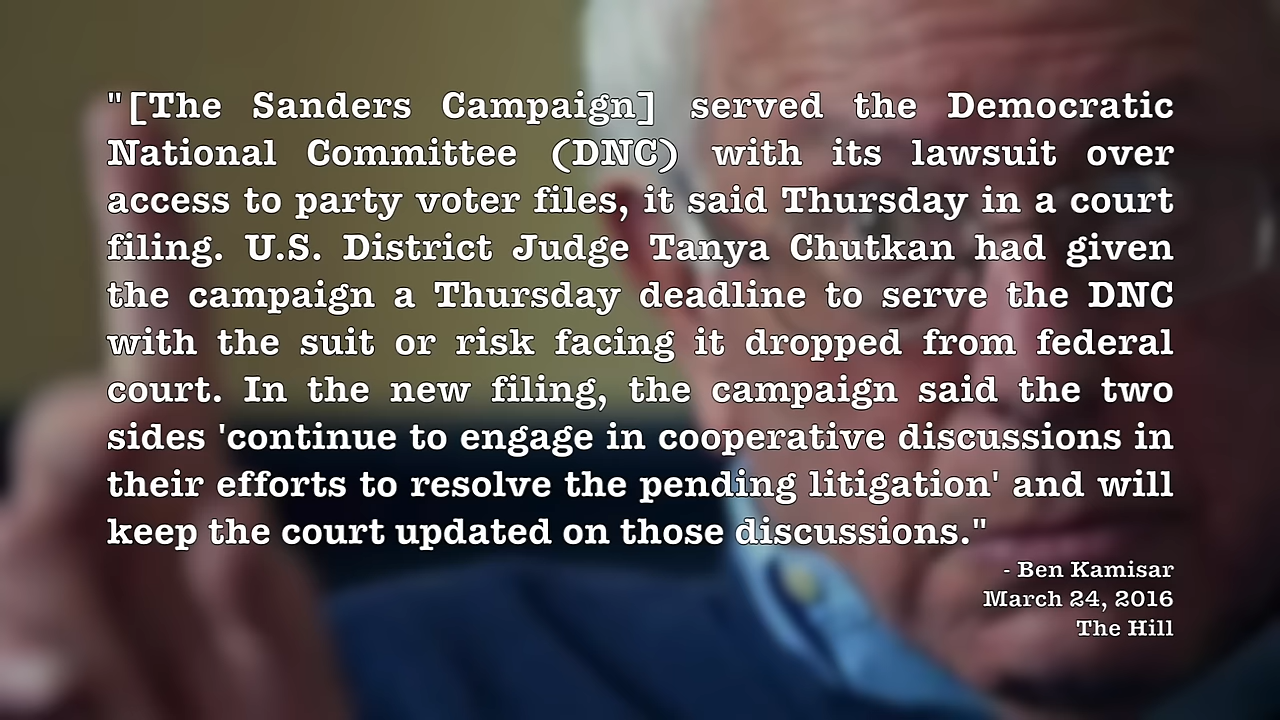 "[The Sanders Campaign] served the Democratic
National Committee (DNC) with its lawsuit over
access to party voter files, it said Thursday in a court
filing. U.S. District Judge Tanya Chutkan had given
the campaign a Thursday deadline to serve the DNC
with the suit or risk facing it dropped from federal
court. In the new filing, the campaign said the two
sides 'continue to engage in cooperative discussions in
their efforts to resolve the pending litigation' and will
keep the court updated on those discussions."
- Ben Kamisar
March 24, 2016
The Hill